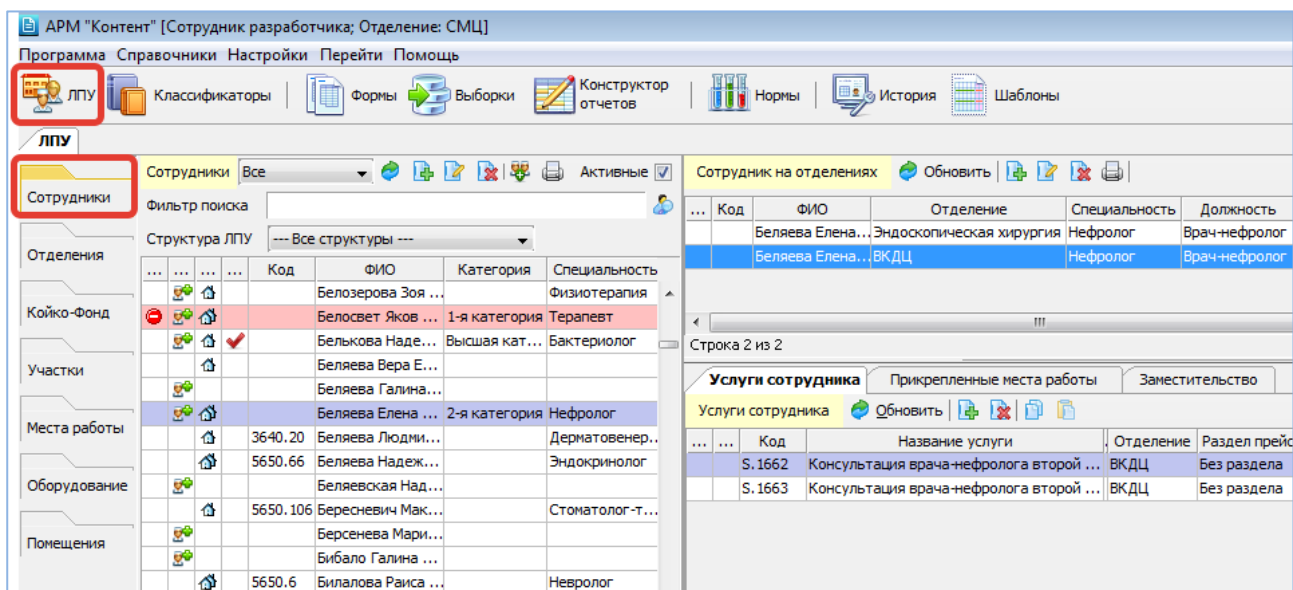 АРМ "Контент" [Сотрудник разработчика; Отделение: СМЦ]
Программа Справочники Настройки Перейти Помощь
ЛПУ Классификаторы Формы Выборки Конструктор отчетов Нормы История Шаблоны
ЛПУ
Сотрудники
Отделения
Койко-Фонд
Участки
Места работы
Оборудование
Помещения
Сотрудники Все Активные
Фильтр поиска
Структура ЛПУ --- Все структуры ---
... ... ... ... Код ФИО Категория Специальность
Белозерова Зоя ... Физиотерапия
Белосвет Яков ... 1-я категория Терапевт
Белькова Наде... Высшая кат... Бактериолог
Беляева Вера Е...
Беляева Галина...
Беляева Елена ... 2-я категория Нефролог
3640.20 Беляева Людми... Дерматовенер...
5650.66 Беляева Надеж... Эндокринолог
Беляевская Над...
5650.106 Бересневич Мак... Стоматолог-т...
Берсенева Мари...
Бибало Галина ...
5650.6 Билалова Раиса ... Невролог
Сотрудник на отделениях Обновить
... Код ФИО Отделение Специальность Должность
Беляева Елена... Эндоскопическая хирургия Нефролог Врач-нефролог
Беляева Елена... ВКДЦ Нефролог Врач-нефролог
Строка 2 из 2
Услуги сотрудника Прикрепленные места работы Заместительство
Услуги сотрудника Обновить
... ... Код Название услуги Отделение Раздел прейс
S.1662 Консультация врача-нефролога второй ... ВКДЦ Без раздела
S.1663 Консультация врача-нефролога второй ... ВКДЦ Без раздела